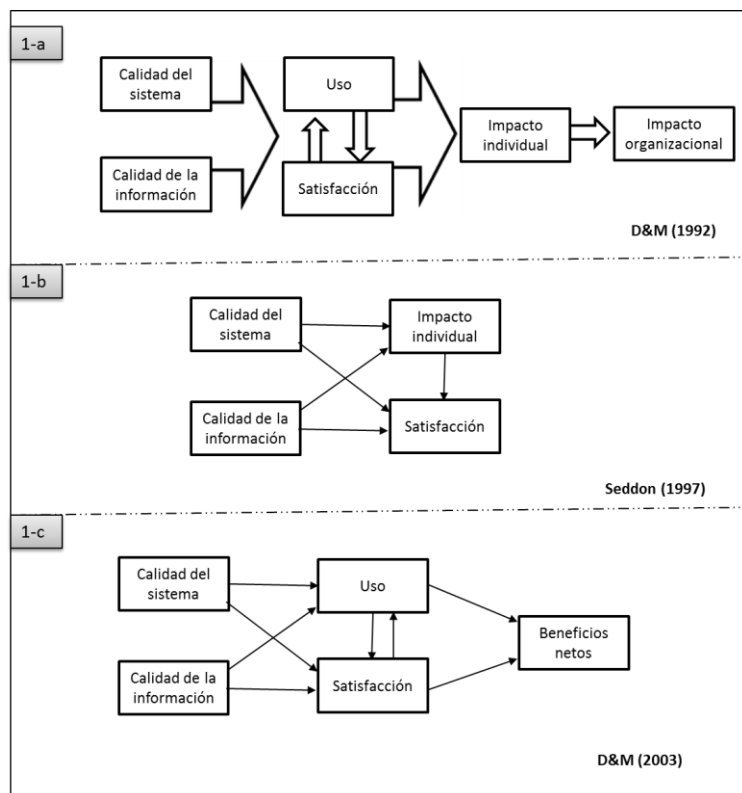 1-a
Calidad del
sistema
Uso
Calidad de la
información
Satisfacción
Impacto
individual
Impacto
organizacional
D&M (1992)
1-b
Calidad del
sistema
Impacto
individual
Calidad de la
información
Satisfacción
Seddon (1997)
1-c
Calidad del
sistema
Uso
Calidad de la
información
Satisfacción
Beneficios
netos
D&M (2003)